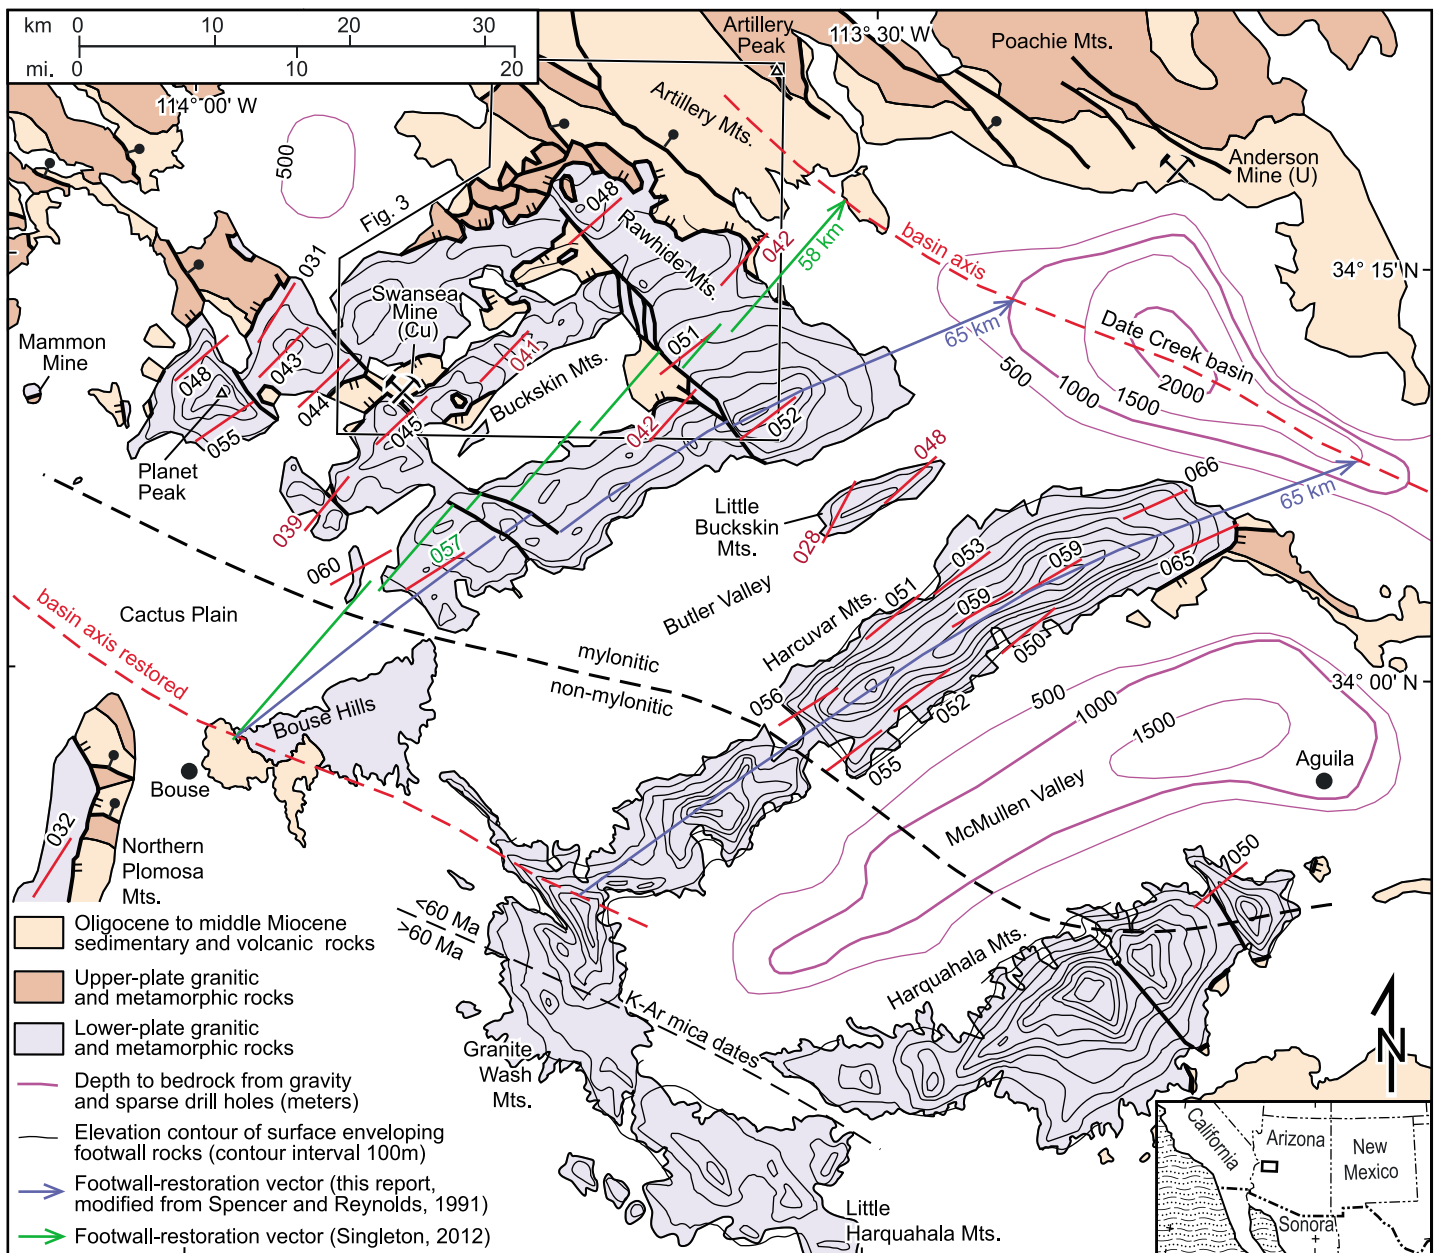 km 0 10 20 30
mi. 0 10 20
114° 00' W
Artillery
Peak
113° 30' W
Poachie Mts.
Artillery Mts.
Anderson
Mine (U)
500
Fig. 3
048
Rawhide Mts.
042
58 km
basin axis
34° 15' N
031
Swansea
Mine
(Cu)
Mammon
Mine
65 km
Date Creek basin
500
1000
1500
2000
048
043
044
041
Buckskin Mts.
051
052
055
045
042
Planet
Peak
048
Little
Buckskin
Mts.
028
066
65 km
039
057
060
053
059
065
051
059
050
Cactus Plain
Butler Valley
Harcuvar Mts.
basin axis restored
mylonitic
non-mylonitic
34° 00' N
056
052
055
500
1000
1500
Aguila
Bouse Hills
Bouse
McMullen Valley
032
Northern
Plomosa
Mts.
050
<60 Ma
>60 Ma
K-Ar mica dates
Harquahala Mts.
Granite
Wash
Mts.
Little
Harquahala Mts.
N
Oligocene to middle Miocene
sedimentary and volcanic rocks
Upper-plate granitic
and metamorphic rocks
Lower-plate granitic
and metamorphic rocks
Depth to bedrock from gravity
and sparse drill holes (meters)
Elevation contour of surface enveloping
footwall rocks (contour interval 100m)
Footwall-restoration vector (this report,
modified from Spencer and Reynolds, 1991)
Footwall-restoration vector (Singleton, 2012)
California
Arizona
New
Mexico
Sonora